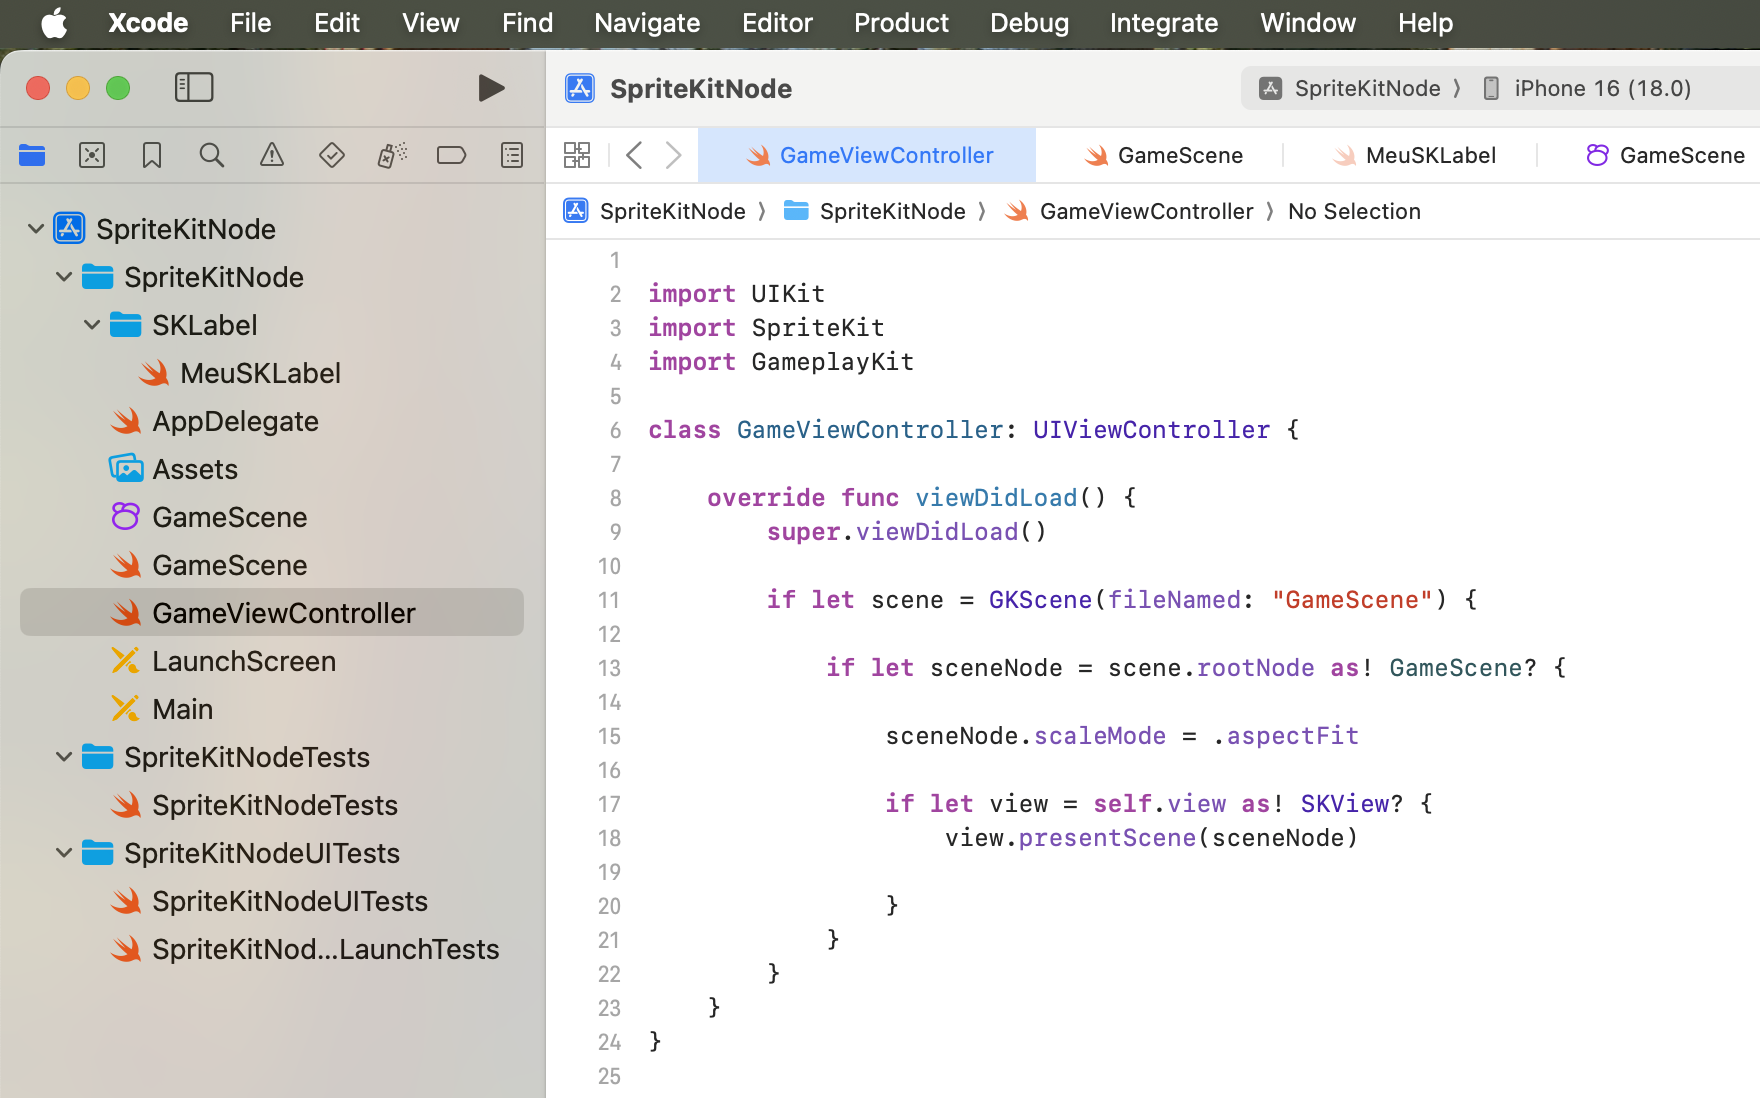 Xcode File Edit View Find Navigate Editor Product Debug Integrate Window Help
SpriteKitNode
SpriteKitNode 〉 iPhone 16 (18.0)
GameViewController GameScene MeuSKLabel GameScene
SpriteKitNode 〉 SpriteKitNode 〉 GameViewController 〉 No Selection
SpriteKitNode
SpriteKitNode
SKLabel
MeuSKLabel
AppDelegate
Assets
GameScene
GameScene
GameViewController
LaunchScreen
Main
SpriteKitNodeTests
SpriteKitNodeTests
SpriteKitNodeUITests
SpriteKitNodeUITests
SpriteKitNod...LaunchTests
1
2 import UIKit
3 import SpriteKit
4 import GameplayKit
5
6 class GameViewController: UIViewController {
7
8     override func viewDidLoad() {
9         super.viewDidLoad()
10
11         if let scene = GKScene(fileNamed: "GameScene") {
12
13             if let sceneNode = scene.rootNode as! GameScene? {
14
15                 sceneNode.scaleMode = .aspectFit
16
17                 if let view = self.view as! SKView? {
18                     view.presentScene(sceneNode)
19
20                 }
21             }
22         }
23     }
24 }
25